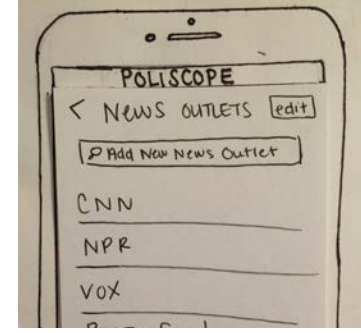 POLISCOPE
< NEWS OUTLETS edit
Add New News Outlet
CNN
NPR
VOX